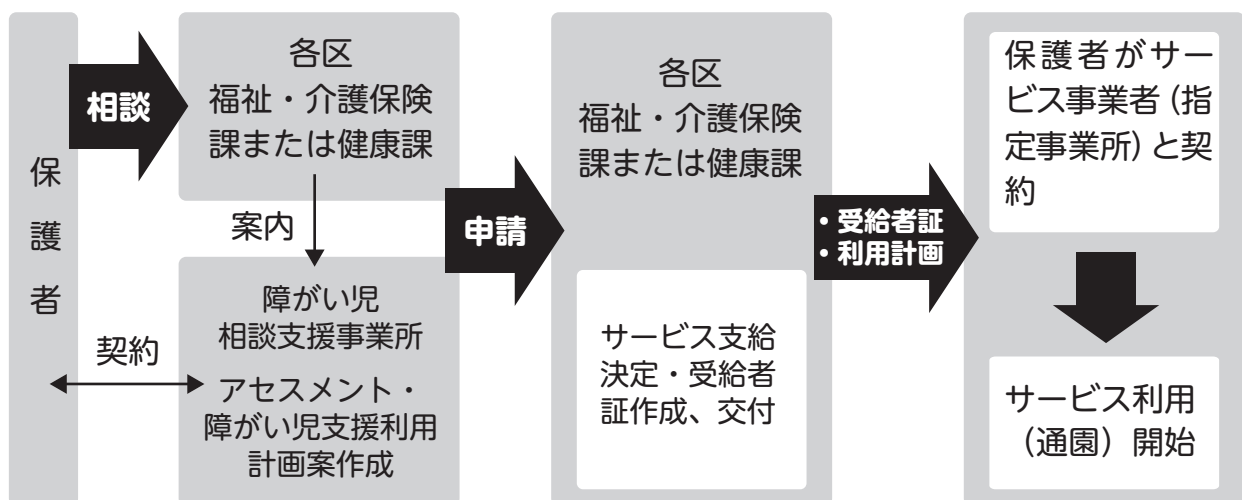 保護者
相談
各区
福祉・介護保険
課または健康課
案内
契約
障がい児
相談支援事業所
アセスメント・
障がい児支援利用
計画案作成
申請
各区
福祉・介護保険
課または健康課
サービス支給
決定・受給者
証作成、交付
・受給者証
・利用計画
保護者がサー
ビス事業者（指
定事業所）と契
約
サービス利用
（通園）開始